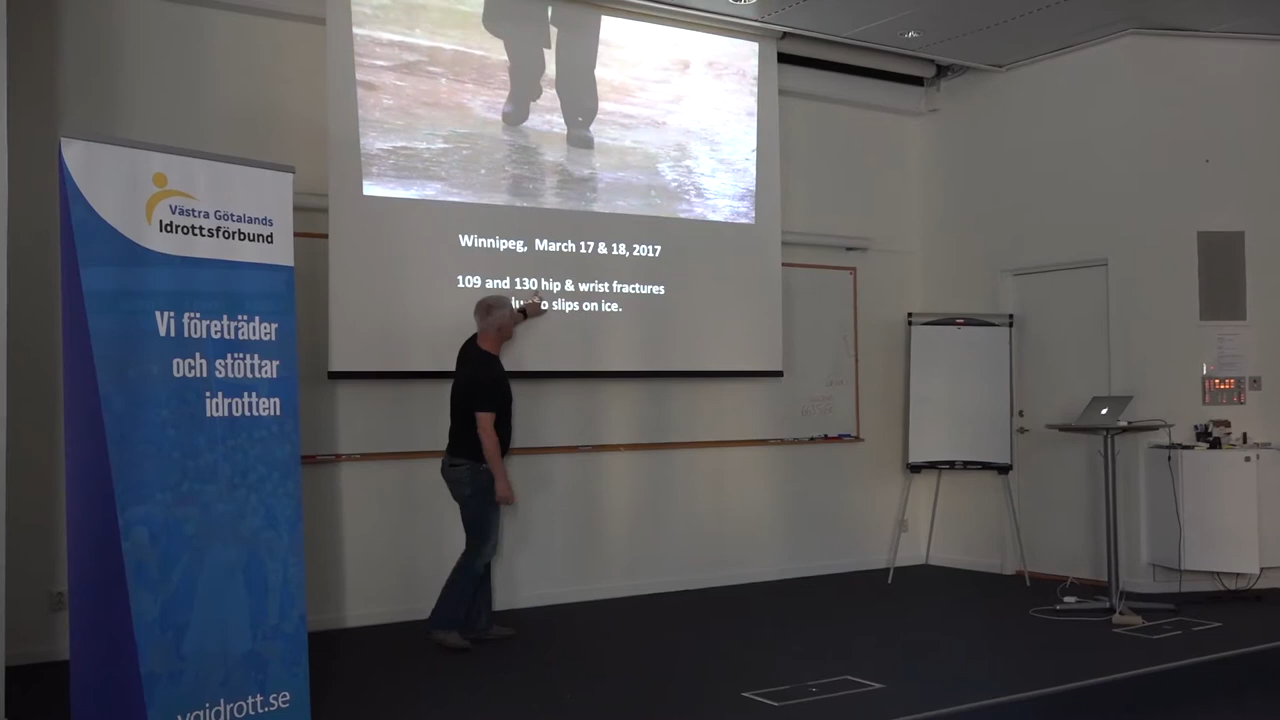 Västra Götalands
Idrottsförbund
Vi företräder
och stöttar
idrotten
vgidrott.se
Winnipeg, March 17 & 18, 2017
109 and 130 hip & wrist fractures
slips on ice.